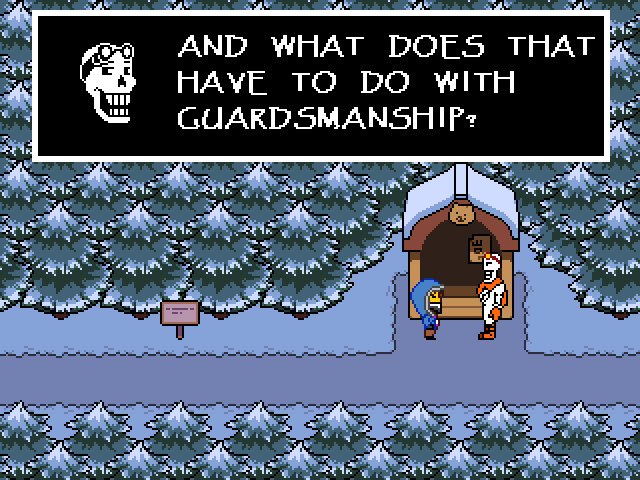 AND WHAT DOES THAT
HAVE TO DO WITH
GUARDSMANSHIP?